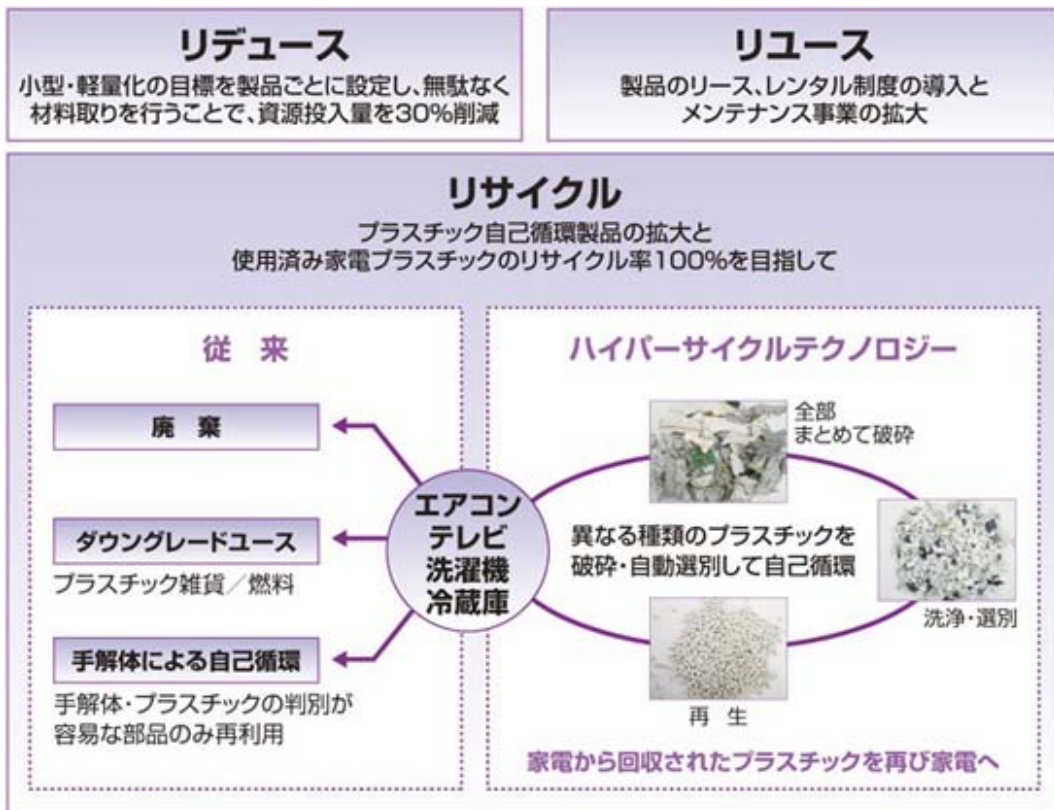 リデュース
小型・軽量化の目標を製品ごとに設定し、無駄なく
材料取りを行うことで、資源投入量を30%削減
リユース
製品のリース、レンタル制度の導入と
メンテナンス事業の拡大
リサイクル
プラスチック自己循環製品の拡大と
使用済み家電プラスチックのリサイクル率100%を目指して
従 来
廃 棄
ダウングレードユース
プラスチック雑貨／燃料
手解体による自己循環
手解体・プラスチックの判別が
容易な部品のみ再利用
エアコン
テレビ
洗濯機
冷蔵庫
ハイパーサイクルテクノロジー
全部
まとめて破砕
異なる種類のプラスチックを
破砕・自動選別して自己循環
洗浄・選別
再 生
家電から回収されたプラスチックを再び家電へ